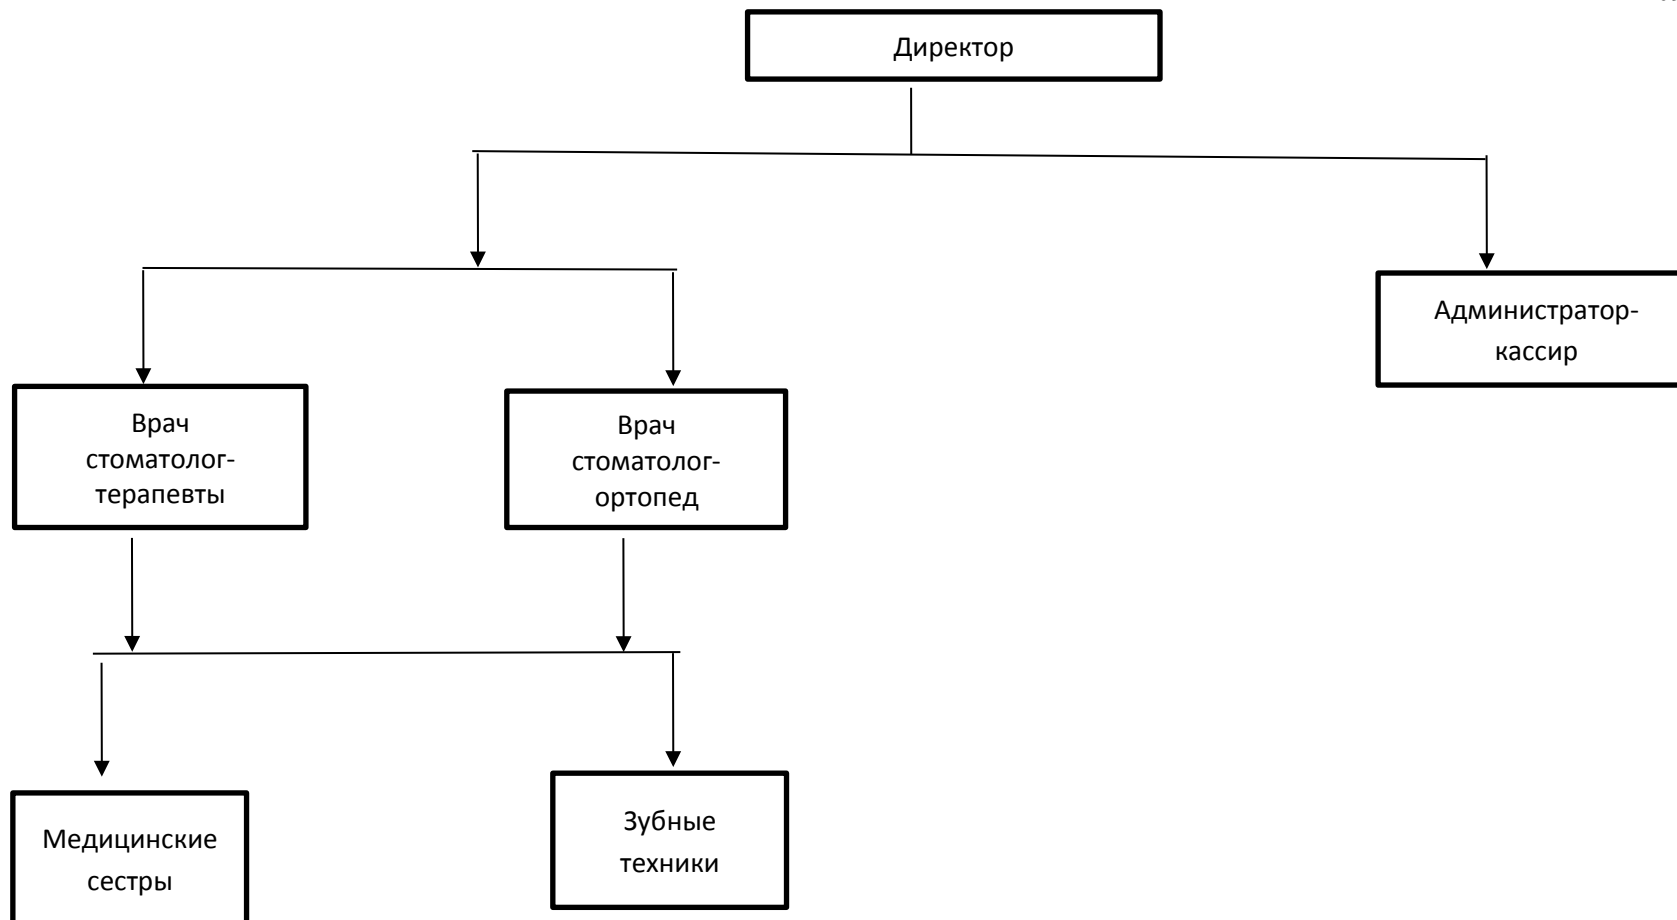 Директор
Администратор-
кассир
Врач
стоматолог-
терапевты
Врач
стоматолог-
ортопед
Медицинские
сестры
Зубные
техники